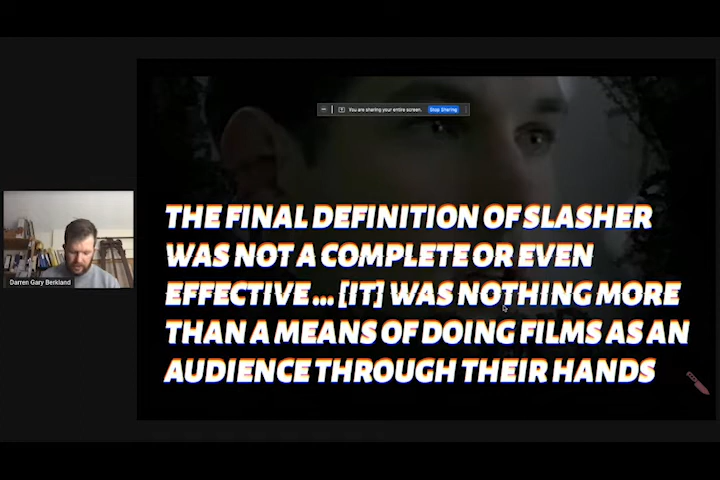 You are sharing your entire screen. Stop Sharing
THE FINAL DEFINITION OF SLASHER
WAS NOT A COMPLETE OR EVEN
EFFECTIVE... [IT] WAS NOTHING MORE
THAN A MEANS OF DOING FILMS AS AN
AUDIENCE THROUGH THEIR HANDS
Darren Gary Berkland